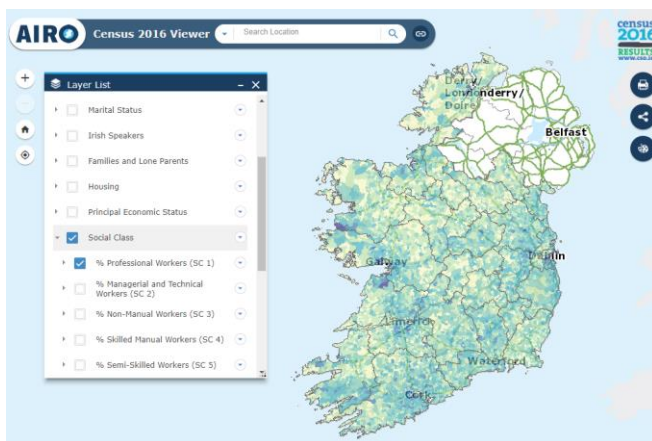 AIRO
Census 2016 Viewer
Search Location
census
2016
RESULTS
www.cso.ie
Layer List
Marital Status
Irish Speakers
Families and Lone Parents
Housing
Principal Economic Status
Social Class
% Professional Workers (SC 1)
% Managerial and Technical
Workers (SC 2)
% Non-Manual Workers (SC 3)
% Skilled Manual Workers (SC 4)
% Semi-Skilled Workers (SC 5)
Derry/
Londonderry/
Doire
Belfast
Galway
Dublin
Limerick
Waterford
Cork